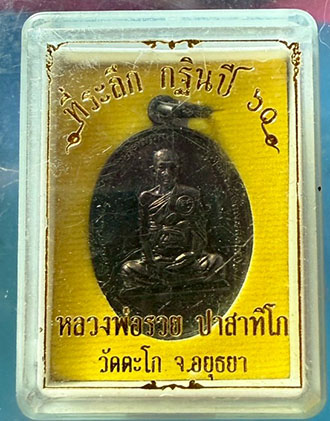 ที่ระลึก กฐินปี ๖๐
หลวงพ่อรวย ปาสาทิโก
วัดตะโก จ.อยุธยา